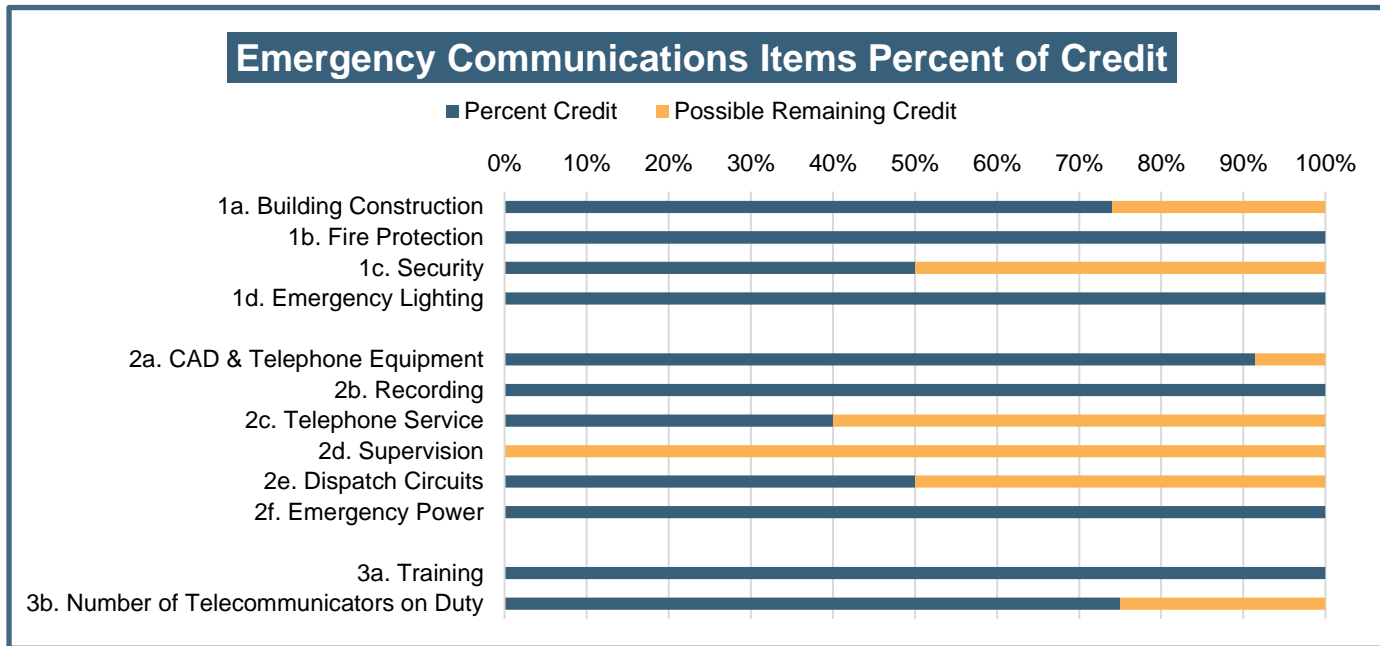 Emergency Communications Items Percent of Credit
Percent Credit Possible Remaining Credit
0% 10% 20% 30% 40% 50% 60% 70% 80% 90% 100%
1a. Building Construction
1b. Fire Protection
1c. Security
1d. Emergency Lighting
2a. CAD & Telephone Equipment
2b. Recording
2c. Telephone Service
2d. Supervision
2e. Dispatch Circuits
2f. Emergency Power
3a. Training
3b. Number of Telecommunicators on Duty